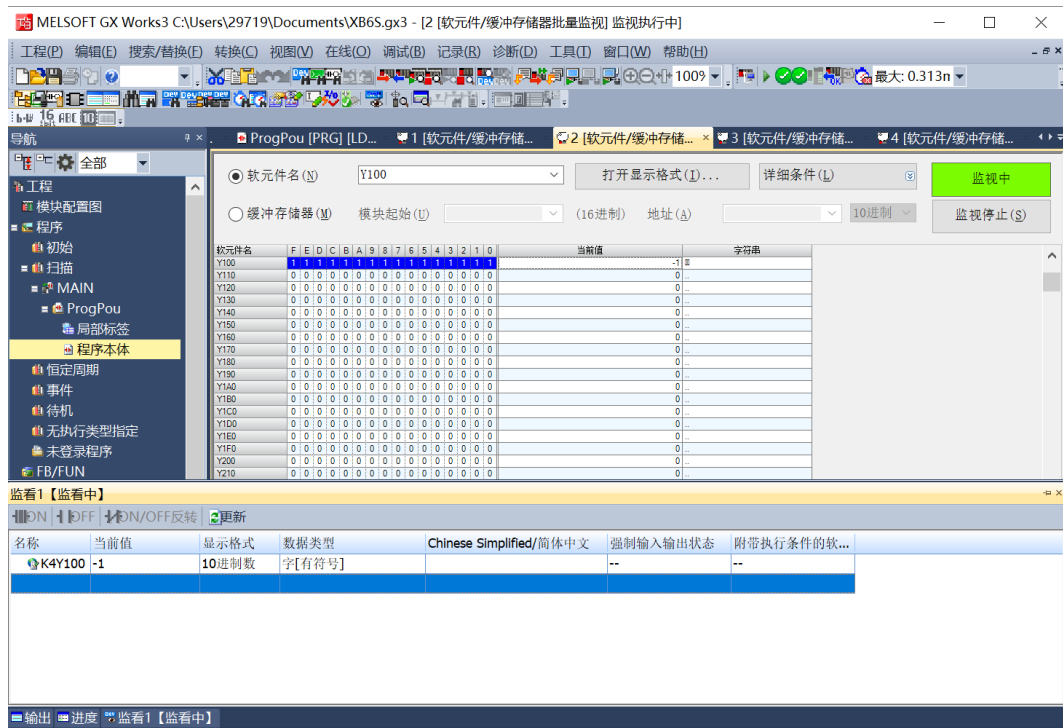 MELSOFT GX Works3 C:\Users\29719\Documents\XB6S.gx3 - [2 [软元件/缓冲存储器批量监视] 监视执行中]
工程(P) 编辑(E) 搜索/替换(F) 转换(C) 视图(V) 在线(O) 调试(B) 记录(R) 诊断(D) 工具(T) 窗口(W) 帮助(H)
100%
最大: 0.313m
导航
ProgPou [PRG] [LD...
1 [软元件/缓冲存储...
2 [软元件/缓冲存储...
3 [软元件/缓冲存储...
4 [软元件/缓冲存储...
全部
工程
模块配置图
程序
初始
扫描
MAIN
ProgPou
局部标签
程序本体
恒定周期
事件
待机
无执行类型指定
未登录程序
FB/FUN
软元件名(N) Y100 打开显示格式(I)... 详细条件(L) 监视中
缓冲存储器(M) 模块起始(U) (16进制) 地址(A) 10进制 监视停止(S)
软元件名 F E D C B A 9 8 7 6 5 4 3 2 1 0 当前值 字符串
Y100 1 1 1 1 1 1 1 1 1 1 1 1 1 1 1 1 -1
Y110 0 0 0 0 0 0 0 0 0 0 0 0 0 0 0 0 0 ..
Y120 0 0 0 0 0 0 0 0 0 0 0 0 0 0 0 0 0 ..
Y130 0 0 0 0 0 0 0 0 0 0 0 0 0 0 0 0 0 ..
Y140 0 0 0 0 0 0 0 0 0 0 0 0 0 0 0 0 0 ..
Y150 0 0 0 0 0 0 0 0 0 0 0 0 0 0 0 0 0 ..
Y160 0 0 0 0 0 0 0 0 0 0 0 0 0 0 0 0 0 ..
Y170 0 0 0 0 0 0 0 0 0 0 0 0 0 0 0 0 0 ..
Y180 0 0 0 0 0 0 0 0 0 0 0 0 0 0 0 0 0 ..
Y190 0 0 0 0 0 0 0 0 0 0 0 0 0 0 0 0 0 ..
Y1A0 0 0 0 0 0 0 0 0 0 0 0 0 0 0 0 0 0 ..
Y1B0 0 0 0 0 0 0 0 0 0 0 0 0 0 0 0 0 0 ..
Y1C0 0 0 0 0 0 0 0 0 0 0 0 0 0 0 0 0 0 ..
Y1D0 0 0 0 0 0 0 0 0 0 0 0 0 0 0 0 0 0 ..
Y1E0 0 0 0 0 0 0 0 0 0 0 0 0 0 0 0 0 0 ..
Y1F0 0 0 0 0 0 0 0 0 0 0 0 0 0 0 0 0 0 ..
Y200 0 0 0 0 0 0 0 0 0 0 0 0 0 0 0 0 0 ..
Y210 0 0 0 0 0 0 0 0 0 0 0 0 0 0 0 0 0 ..
监看1【监看中】
ON OFF ON/OFF反转 更新
名称 当前值 显示格式 数据类型 Chinese Simplified/简体中文 强制输入输出状态 附带执行条件的软...
K4Y100 -1 10进制数 字[有符号] -- --
输出 进度 监看1【监看中】